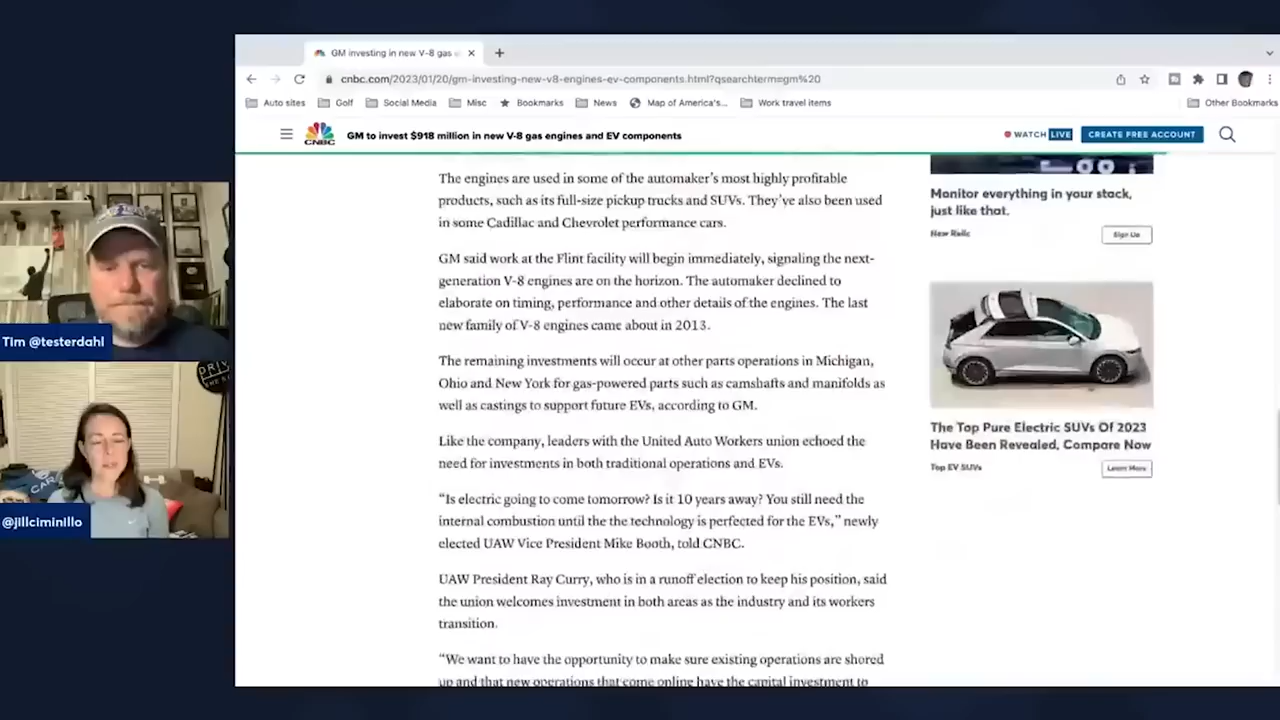 GM investing in new V-8 gas e
cnbc.com/2023/01/20/gm-investing-new-v8-engines-ev-components.html?qsearchterm=gm%20
Auto sites
Golf
Social Media
Misc
Bookmarks
News
Map of America's...
Work travel items
Other Bookmarks
CNBC
GM to invest $918 million in new V-8 gas engines and EV components
WATCH LIVE
CREATE FREE ACCOUNT
The engines are used in some of the automaker's most highly profitable
products, such as its full-size pickup trucks and SUVs. They've also been used
in some Cadillac and Chevrolet performance cars.
GM said work at the Flint facility will begin immediately, signaling the next-
generation V-8 engines are on the horizon. The automaker declined to
elaborate on timing, performance and other details of the engines. The last
new family of V-8 engines came about in 2013.
The remaining investments will occur at other parts operations in Michigan,
Ohio and New York for gas-powered parts such as camshafts and manifolds as
well as castings to support future EVs, according to GM.
Like the company, leaders with the United Auto Workers union echoed the
need for investments in both traditional operations and EVs.
“Is electric going to come tomorrow? Is it 10 years away? You still need the
internal combustion until the the technology is perfected for the EVs,” newly
elected UAW Vice President Mike Booth, told CNBC.
UAW President Ray Curry, who is in a runoff election to keep his position, said
the union welcomes investment in both areas as the industry and its workers
transition.
“We want to have the opportunity to make sure existing operations are shored
up and that new operations that come online have the capital investment to
Monitor everything in your stack,
just like that.
New Relic
Sign Up
The Top Pure Electric SUVs Of 2023
Have Been Revealed, Compare Now
Top EV SUVs
Learn More
Tim @testerdahl
@jillciminillo